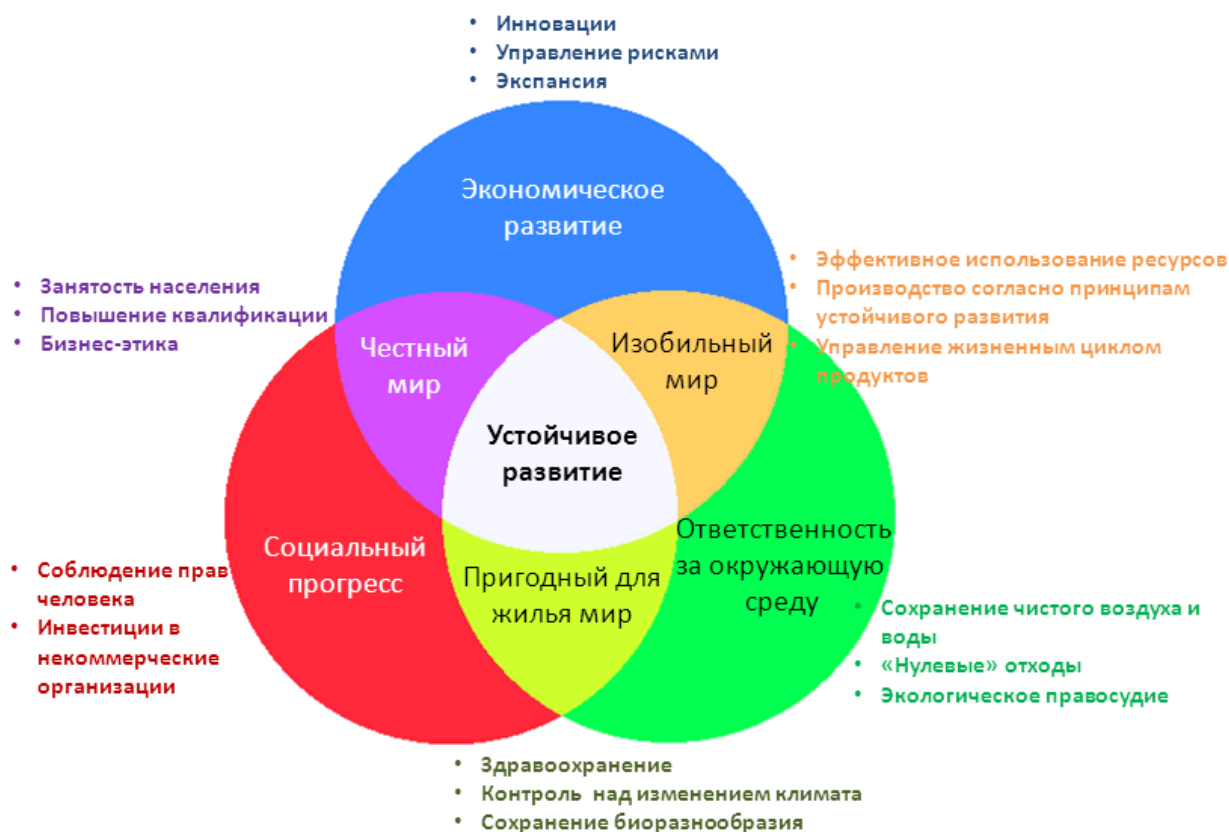 • Инновации
• Управление рисками
• Экспансия
Экономическое
развитие
• Занятость населения
• Повышение квалификации
• Бизнес-этика
• Эффективное использование ресурсов
• Производство согласно принципам
устойчивого развития
• Управление жизненным циклом
продуктов
Честный
мир
Изобильный
мир
Устойчивое
развитие
Социальный
прогресс
Пригодный для
жилья мир
Ответственность
за окружающую
среду
• Соблюдение прав
человека
• Инвестиции в
некоммерческие
организации
• Сохранение чистого воздуха и
воды
• «Нулевые» отходы
• Экологическое правосудие
• Здравоохранение
• Контроль над изменением климата
• Сохранение биоразнообразия